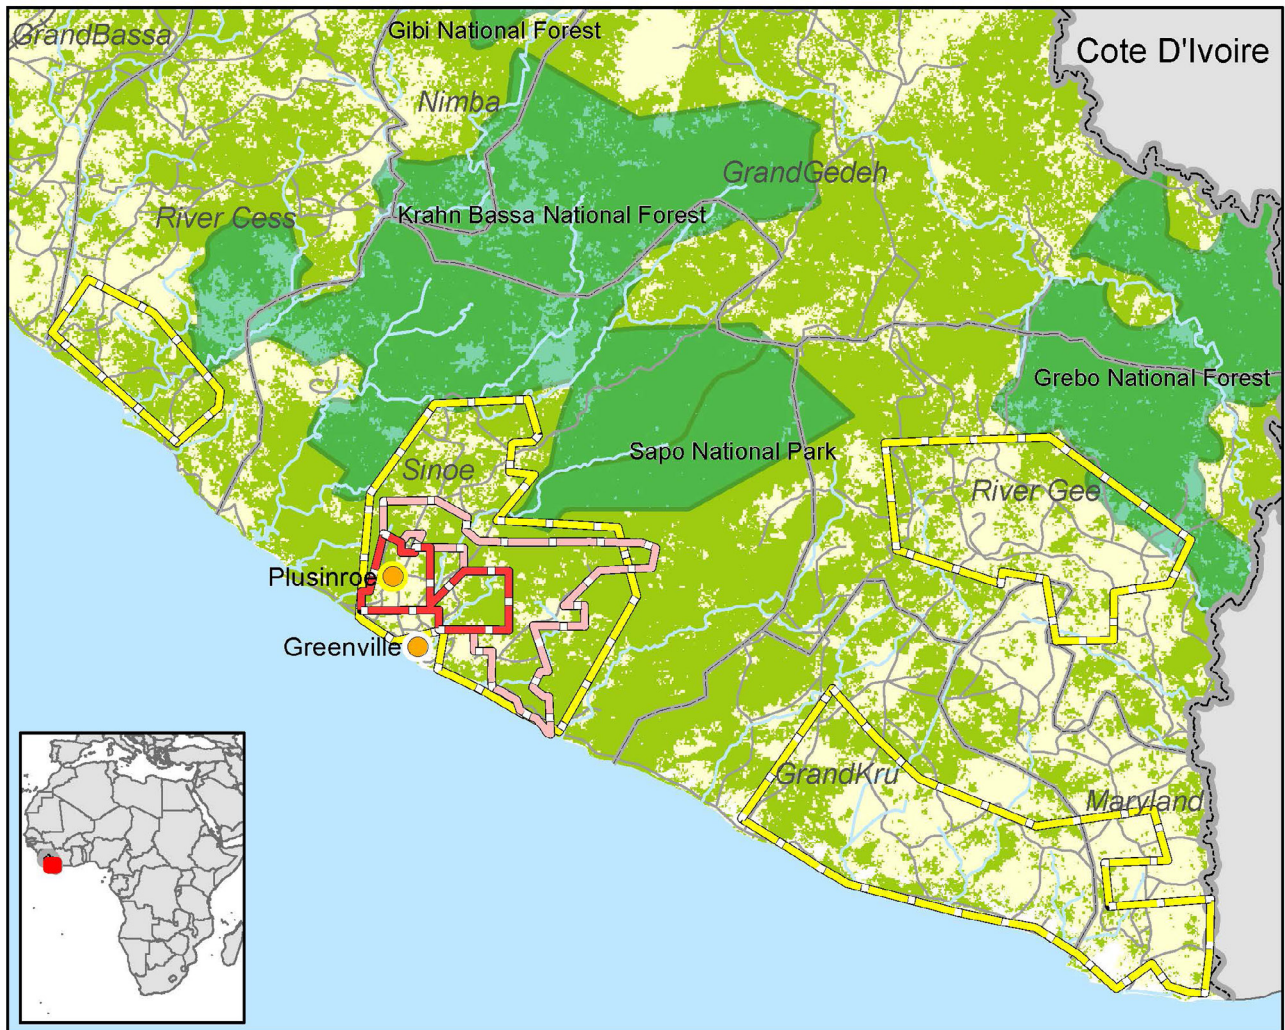 Gibi National Forest
GrandBassa
Cote D'Ivoire
Nimba
GrandGedeh
River Cess
Krahn Bassa National Forest
Grebo National Forest
Sapo National Park
Sinoe
River Gee
Plusinroe
Greenville
GrandKru
Maryland